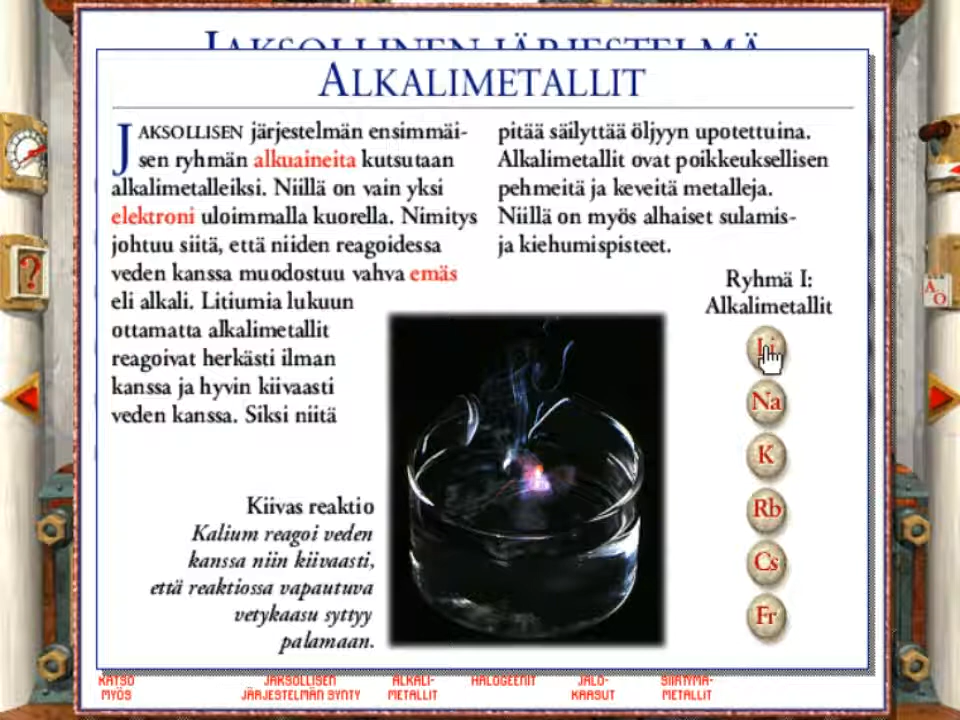 JAKSOLLINEN JÄRJESTELMÄ
ALKALIMETALLIT
JAKSOLLISEN järjestelmän ensimmäi-
sen ryhmän alkuaineita kutsutaan
alkalimetalleiksi. Niillä on vain yksi
elektroni uloimmalla kuorella. Nimitys
johtuu siitä, että niiden reagoidessa
veden kanssa muodostuu vahva emäs
eli alkali. Litiumia lukuun
ottamatta alkalimetallit
reagoivat herkästi ilman
kanssa ja hyvin kiivaasti
veden kanssa. Siksi niitä
pitää säilyttää öljyyn upotettuina.
Alkalimetallit ovat poikkeuksellisen
pehmeitä ja keveitä metalleja.
Niillä on myös alhaiset sulamis-
ja kiehumispisteet.
Ryhmä I:
Alkalimetallit
Li
Na
K
Rb
Cs
Fr
Kiivas reaktio
Kalium reagoi veden
kanssa niin kiivaasti,
että reaktiossa vapautuva
vetykaasu syttyy
palamaan.
?
A
O
KATSO
MYÖS
JAKSOLLISEN
JÄRJESTELMÄN SYNTY
ALKALI-
METALLIT
HALOGEENIT
JALO-
KAASUT
SIIRTYMÄ-
METALLIT